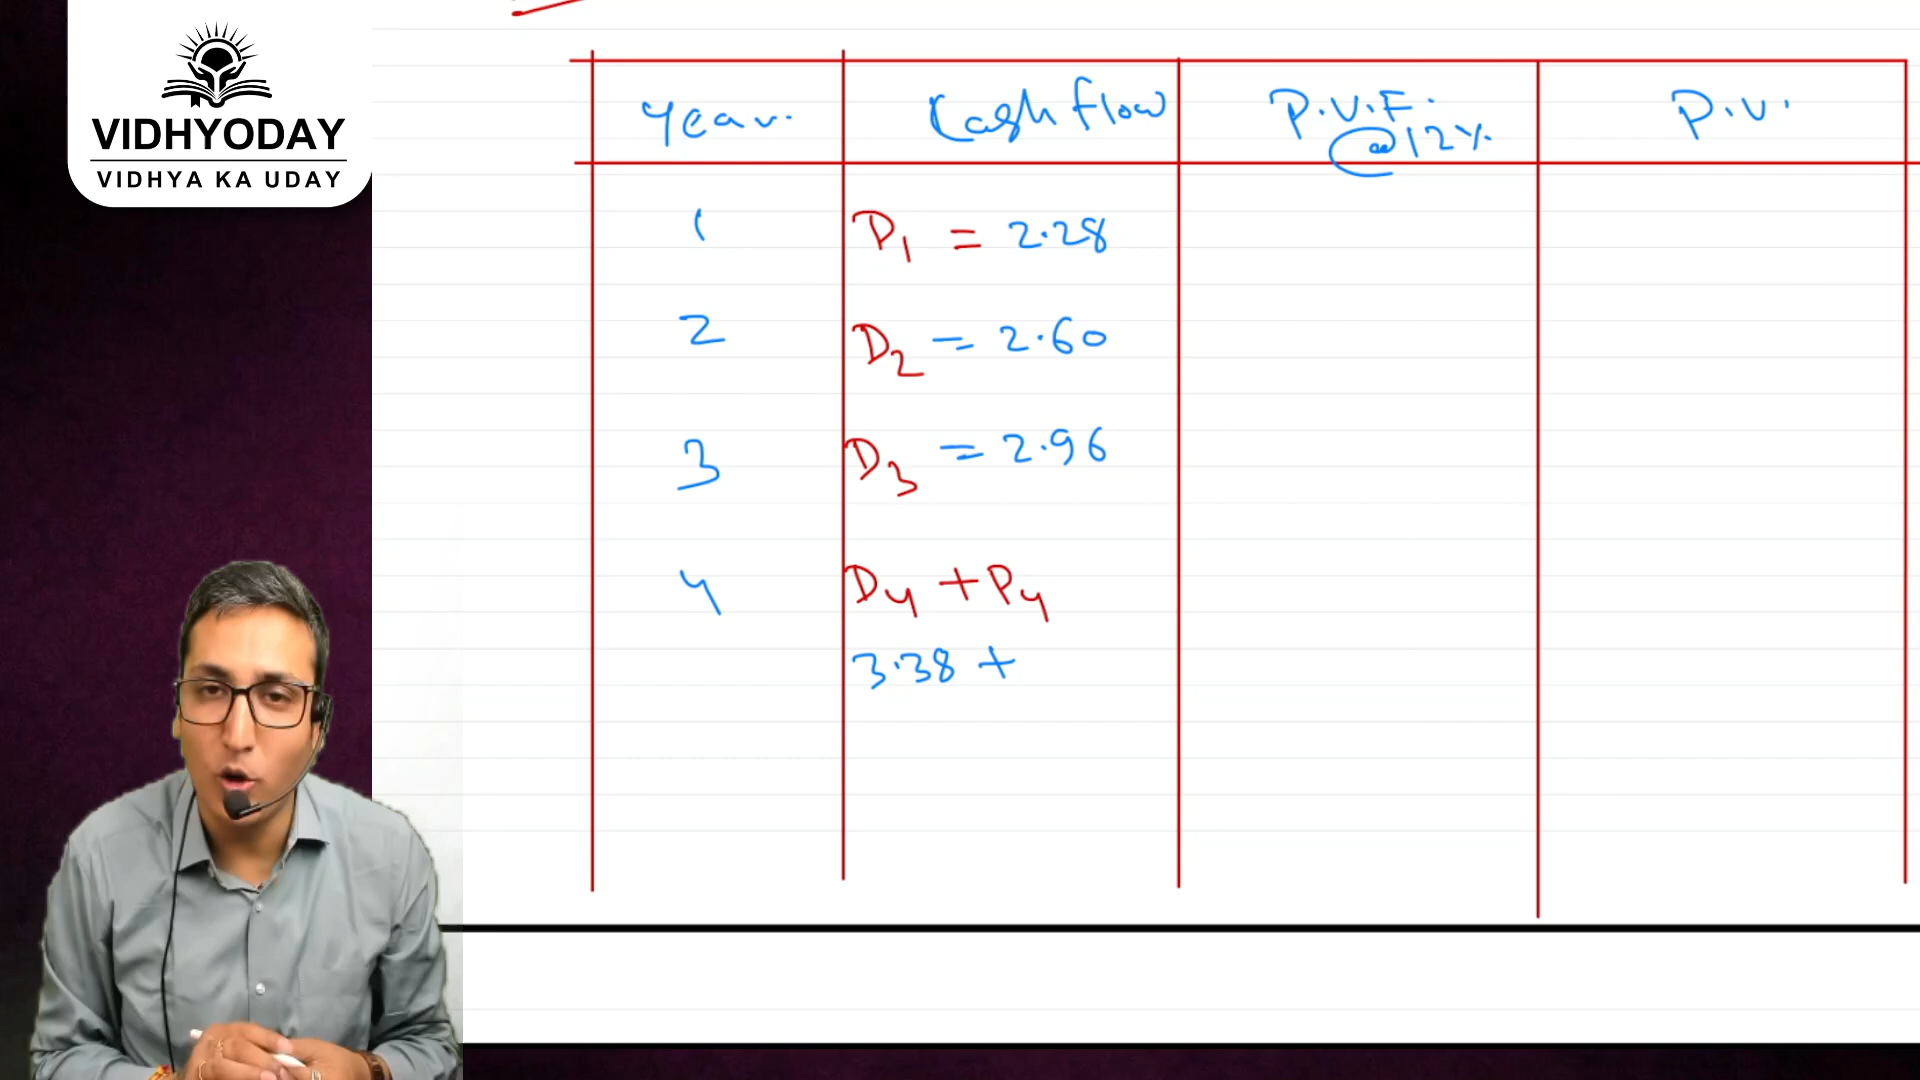 VIDHYODAY
VIDHYA KA UDAY
Year. Cash flow P.V.F. @12% P.V.
1 D1 = 2.28
2 D2 = 2.60
3 D3 = 2.96
4 D4 + P4
3.38 +